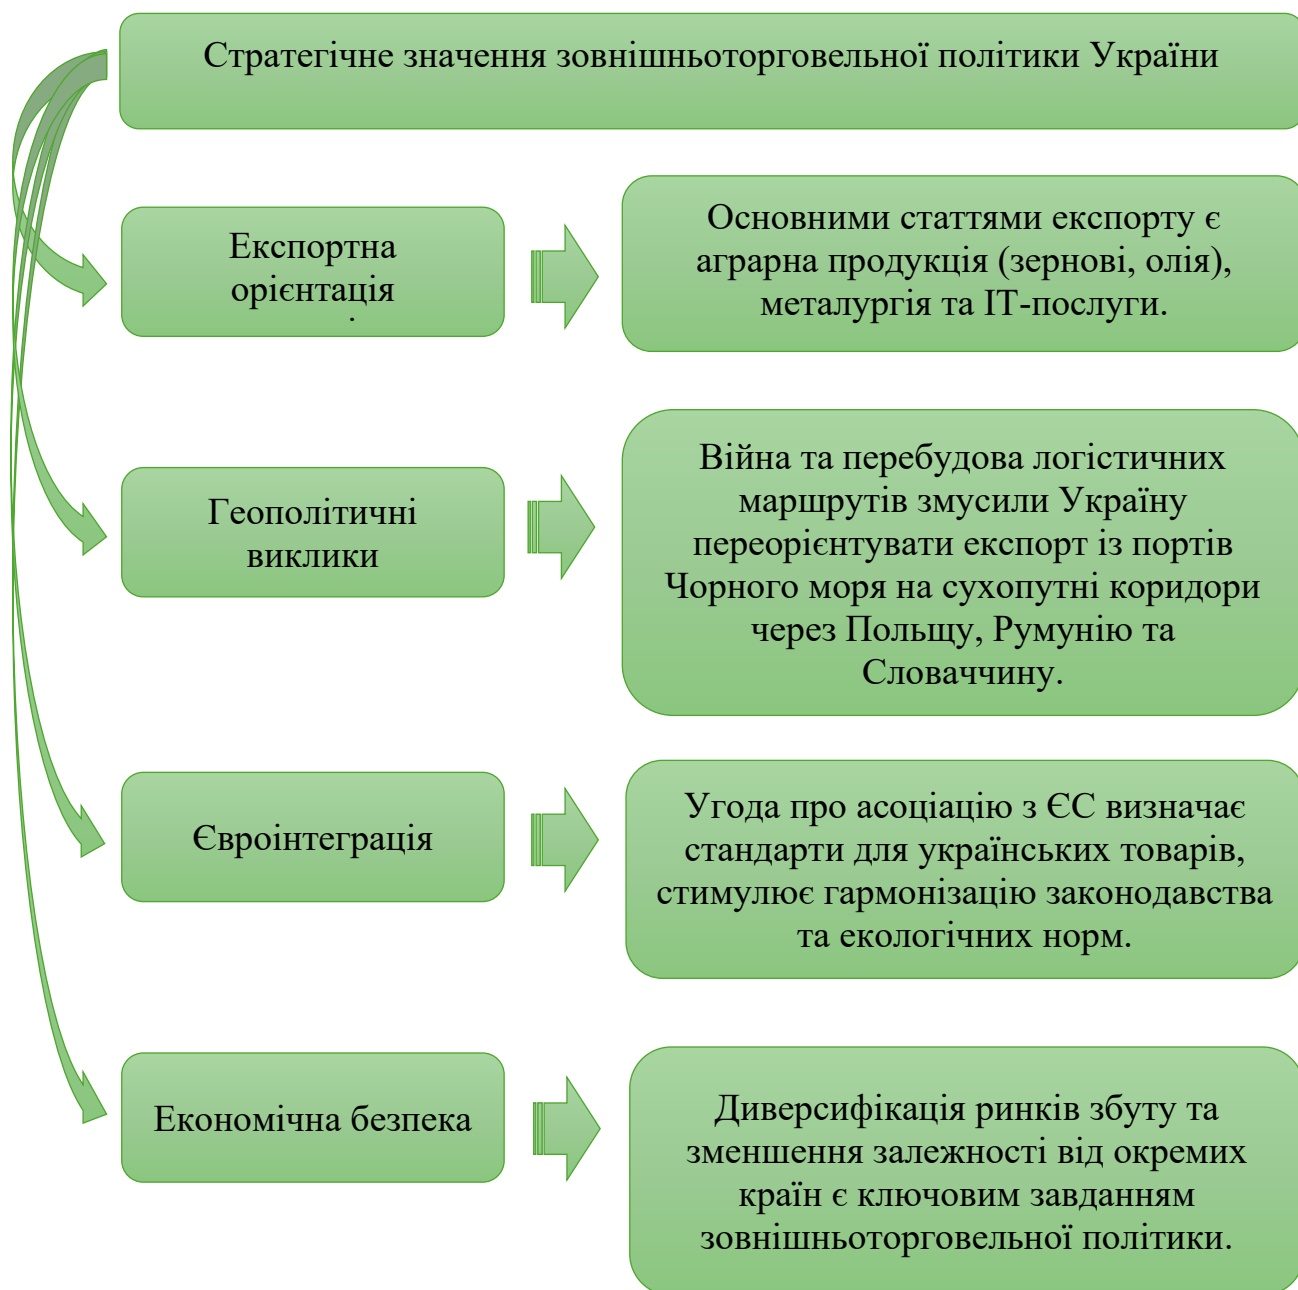 Стратегічне значення зовнішньоторговельної політики України
Експортна
орієнтація
Основними статтями експорту є
аграрна продукція (зернові, олія),
металургія та ІТ-послуги.
Геополітичні
виклики
Війна та перебудова логістичних
маршрутів змусили Україну
переорієнтувати експорт із портів
Чорного моря на сухопутні коридори
через Польщу, Румунію та
Словаччину.
Євроінтеграція
Угода про асоціацію з ЄС визначає
стандарти для українських товарів,
стимулює гармонізацію законодавства
та екологічних норм.
Економічна безпека
Диверсифікація ринків збуту та
зменшення залежності від окремих
країн є ключовим завданням
зовнішньоторговельної політики.